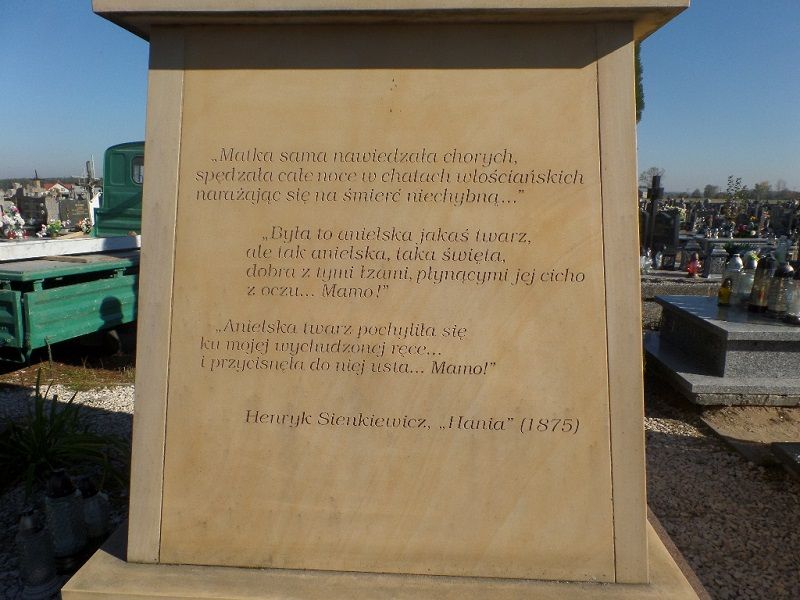 „Matka sama nawiedzała chorych,
spędzała całe noce w chatach włościańskich
narażając się na śmierć niechybną..."
„Była to anielska jakaś twarz,
ale tak anielska, taka święta,
dobra z tymi łzami, płynącymi jej cicho
z oczu... Mamo!"
„Anielska twarz pochyliła się
ku mojej wychudzonej ręce...
i przycisnęła do niej usta... Mamo!"
Henryk Sienkiewicz, „Hania" (1875)